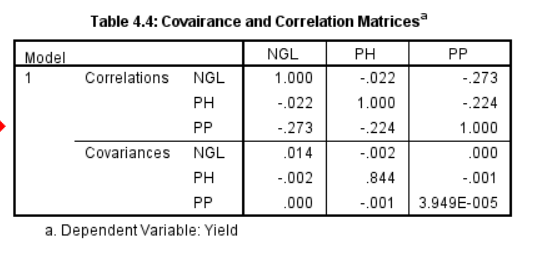 Table 4.4: Covairance and Correlation Matricesa
Model NGL PH PP
1 Correlations NGL 1.000 -.022 -.273
PH -.022 1.000 -.224
PP -.273 -.224 1.000
Covariances NGL .014 -.002 .000
PH -.002 .844 -.001
PP .000 -.001 3.949E-005
a. Dependent Variable: Yield